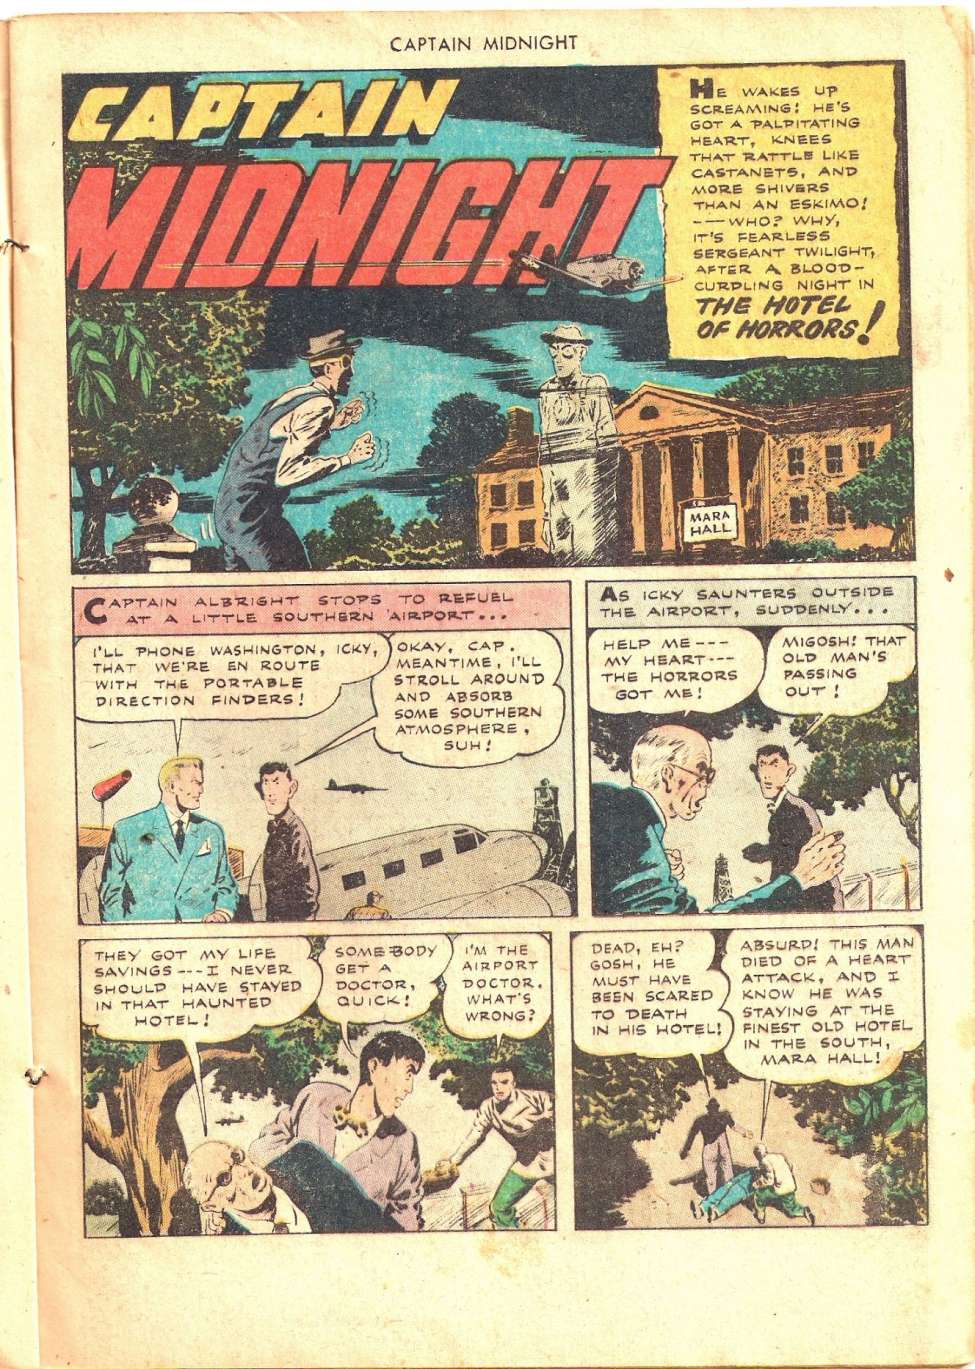 CAPTAIN MIDNIGHT
CAPTAIN
MIDNIGHT
HE WAKES UP
SCREAMING! HE'S
GOT A PALPITATING
HEART, KNEES
THAT RATTLE LIKE
CASTANETS, AND
MORE SHIVERS
THAN AN ESKIMO!
--WHO? WHY,
IT'S FEARLESS
SERGEANT TWILIGHT,
AFTER A BLOOD-
CURDLING NIGHT IN
THE HOTEL
OF HORRORS!
MARA
HALL
CAPTAIN ALBRIGHT STOPS TO REFUEL
AT A LITTLE SOUTHERN AIRPORT...
I'LL PHONE WASHINGTON, ICKY,
THAT WE'RE EN ROUTE
WITH THE PORTABLE
DIRECTION FINDERS!
OKAY, CAP.
MEANTIME, I'LL
STROLL AROUND
AND ABSORB
SOME SOUTHERN
ATMOSPHERE,
SUH!
AS ICKY SAUNTERS OUTSIDE
THE AIRPORT, SUDDENLY...
HELP ME---
MY HEART---
THE HORRORS
GOT ME!
MIGOSH! THAT
OLD MAN'S
PASSING
OUT!
THEY GOT MY LIFE
SAVINGS---I NEVER
SHOULD HAVE STAYED
IN THAT HAUNTED
HOTEL!
SOMEBODY
GET A
DOCTOR,
QUICK!
I'M THE
AIRPORT
DOCTOR.
WHAT'S
WRONG?
DEAD, EH?
GOSH, HE
MUST HAVE
BEEN SCARED
TO DEATH
IN HIS HOTEL!
ABSURD! THIS MAN
DIED OF A HEART
ATTACK, AND I
KNOW HE WAS
STAYING AT THE
FINEST OLD HOTEL
IN THE SOUTH,
MARA HALL!